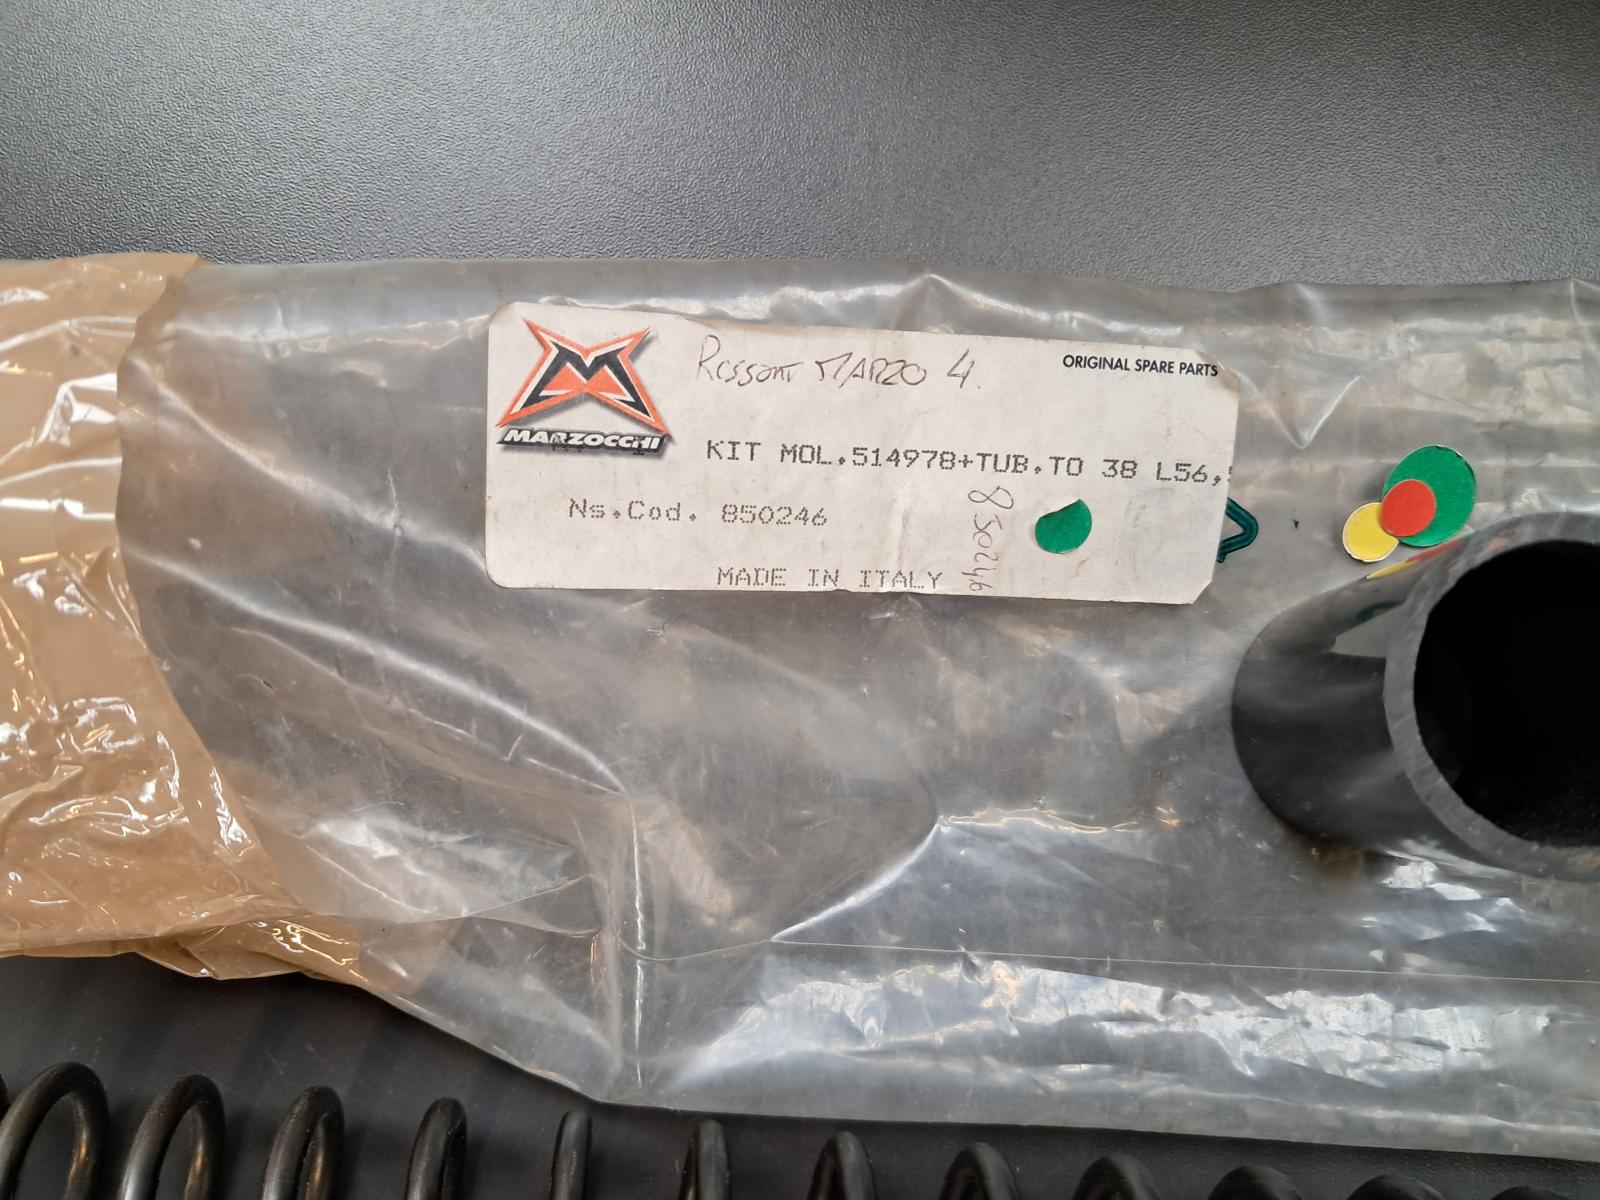 MARZOCCHI
MARZO 4.
ORIGINAL SPARE PARTS
KIT MOL.514978+TUB.TO 38 L56,
Ns.Cod. 850246
850246
MADE IN ITALY